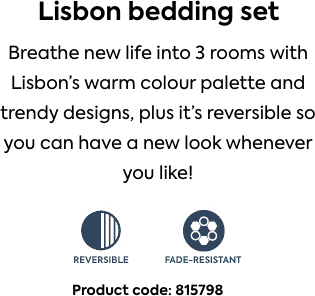 Lisbon bedding set
Breathe new life into 3 rooms with
Lisbon’s warm colour palette and
trendy designs, plus it’s reversible so
you can have a new look whenever
you like!
REVERSIBLE FADE-RESISTANT
Product code: 815798